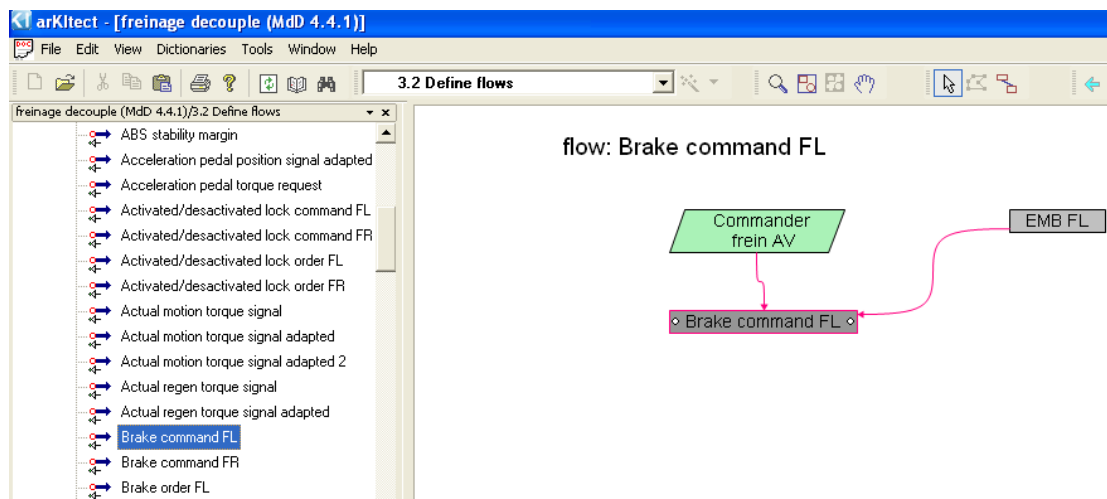 arKItect - [freinage decouple (MdD 4.4.1)]
File Edit View Dictionaries Tools Window Help
3.2 Define flows
freinage decouple (MdD 4.4.1)/3.2 Define flows
ABS stability margin
Acceleration pedal position signal adapted
Acceleration pedal torque request
Activated/desactivated lock command FL
Activated/desactivated lock command FR
Activated/desactivated lock order FL
Activated/desactivated lock order FR
Actual motion torque signal
Actual motion torque signal adapted
Actual motion torque signal adapted 2
Actual regen torque signal
Actual regen torque signal adapted
Brake command FL
Brake command FR
Brake order FL
flow: Brake command FL
Commander
frein AV
EMB FL
Brake command FL